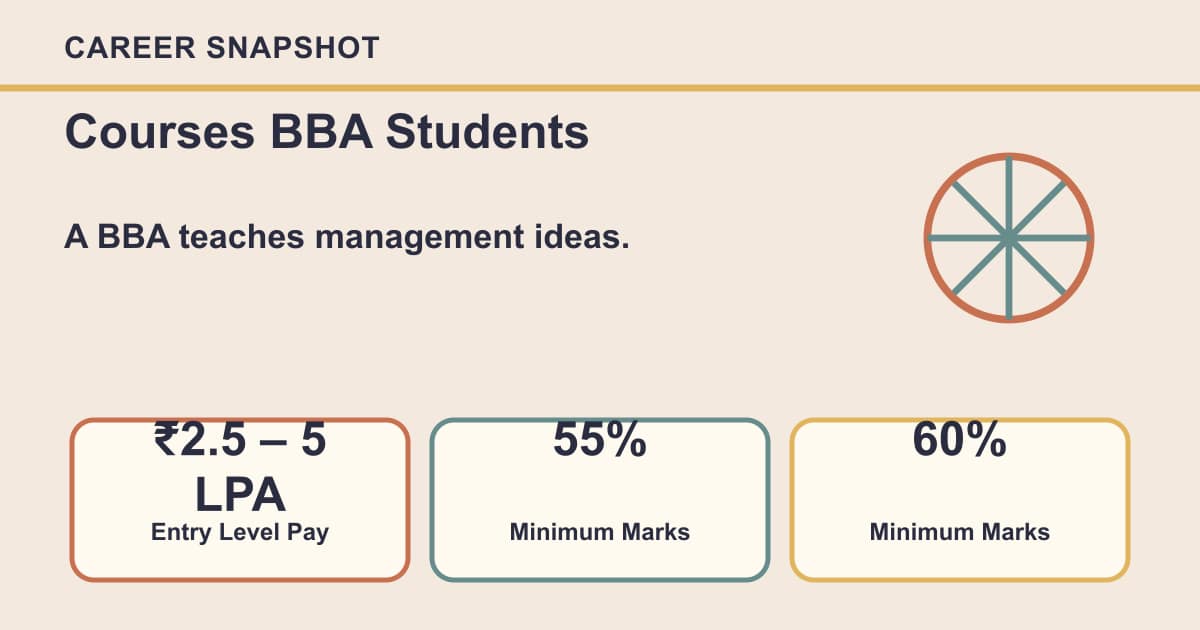 CAREER SNAPSHOT
Courses BBA Students
A BBA teaches management ideas.
₹2.5 – 5
LPA
Entry Level Pay
55%
Minimum Marks
60%
Minimum Marks